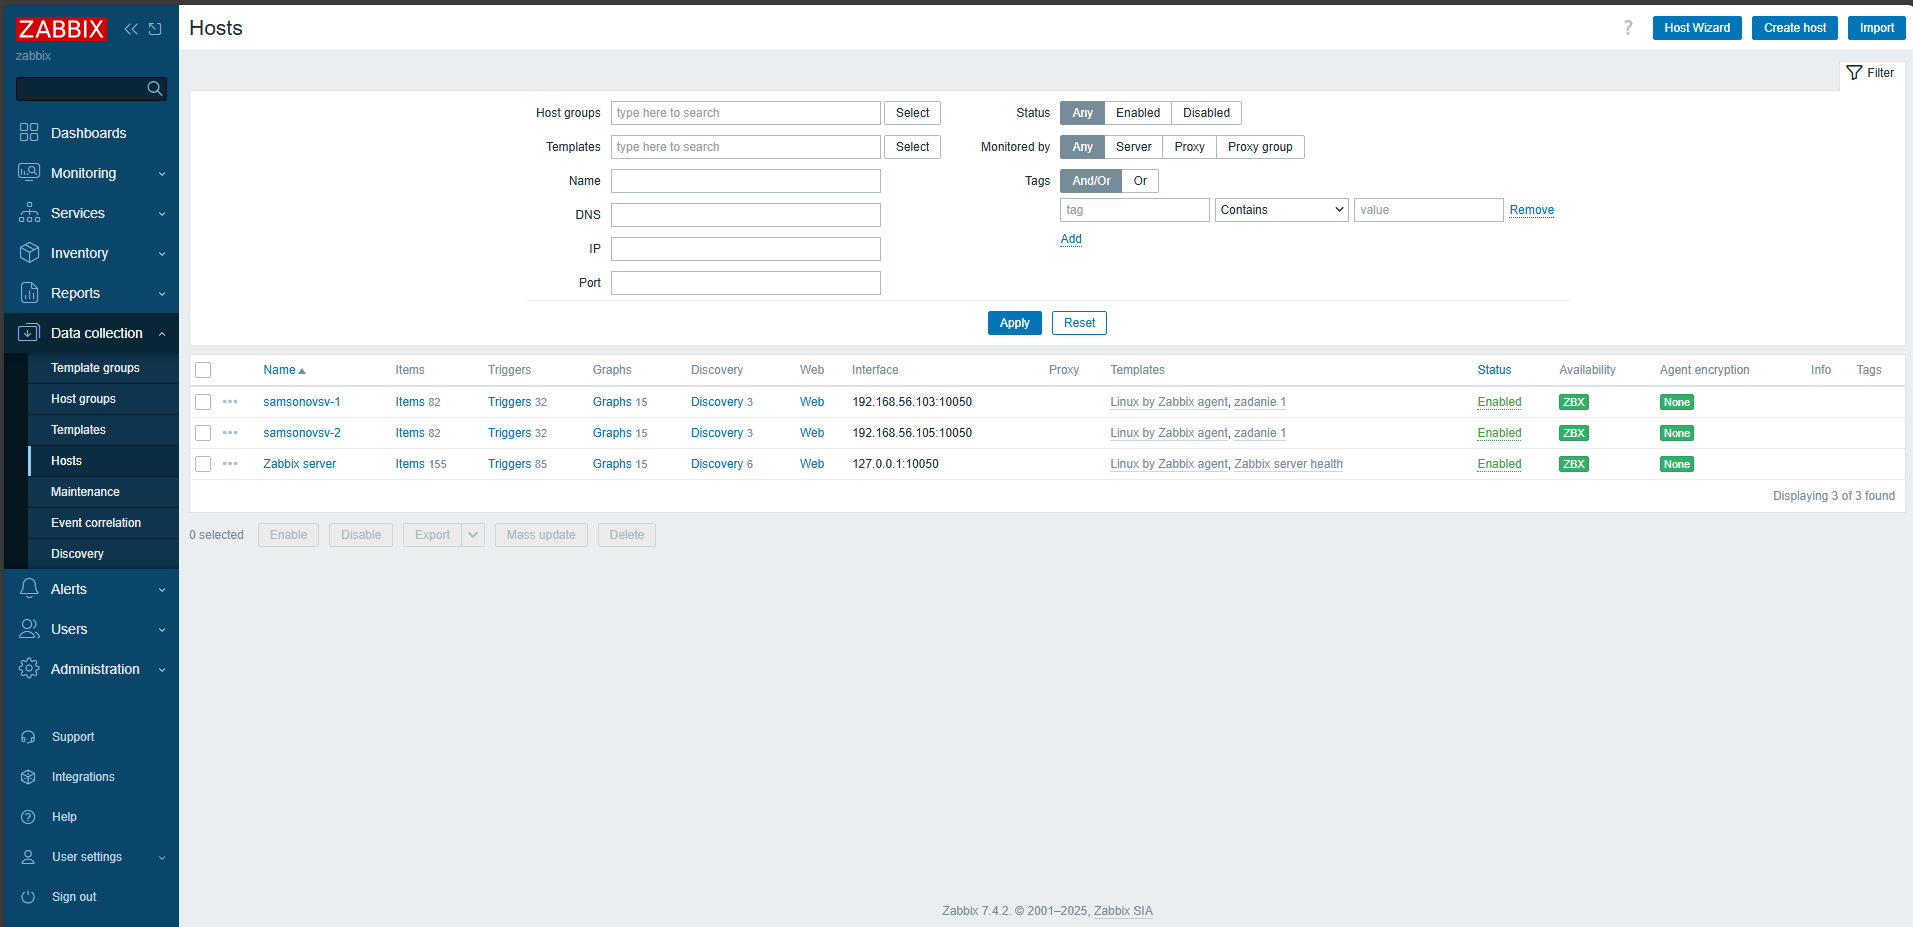 ZABBIX
zabbix
Dashboards
Monitoring
Services
Inventory
Reports
Data collection
Template groups
Host groups
Templates
Hosts
Maintenance
Event correlation
Discovery
Alerts
Users
Administration
Support
Integrations
Help
User settings
Sign out
Hosts
? Host Wizard Create host Import
Filter
Host groups type here to search Select
Templates type here to search Select
Name
DNS
IP
Port
Status Any Enabled Disabled
Monitored by Any Server Proxy Proxy group
Tags And/Or Or
tag Contains value Remove
Add
Apply Reset
Name Items Triggers Graphs Discovery Web Interface Proxy Templates Status Availability Agent encryption Info Tags
samsonovsv-1 Items 82 Triggers 32 Graphs 15 Discovery 3 Web 192.168.56.103:10050 Linux by Zabbix agent, zadanie 1 Enabled ZBX None
samsonovsv-2 Items 82 Triggers 32 Graphs 15 Discovery 3 Web 192.168.56.105:10050 Linux by Zabbix agent, zadanie 1 Enabled ZBX None
Zabbix server Items 155 Triggers 85 Graphs 15 Discovery 6 Web 127.0.0.1:10050 Linux by Zabbix agent, Zabbix server health Enabled ZBX None
Displaying 3 of 3 found
0 selected Enable Disable Export Mass update Delete
Zabbix 7.4.2. © 2001–2025, Zabbix SIA